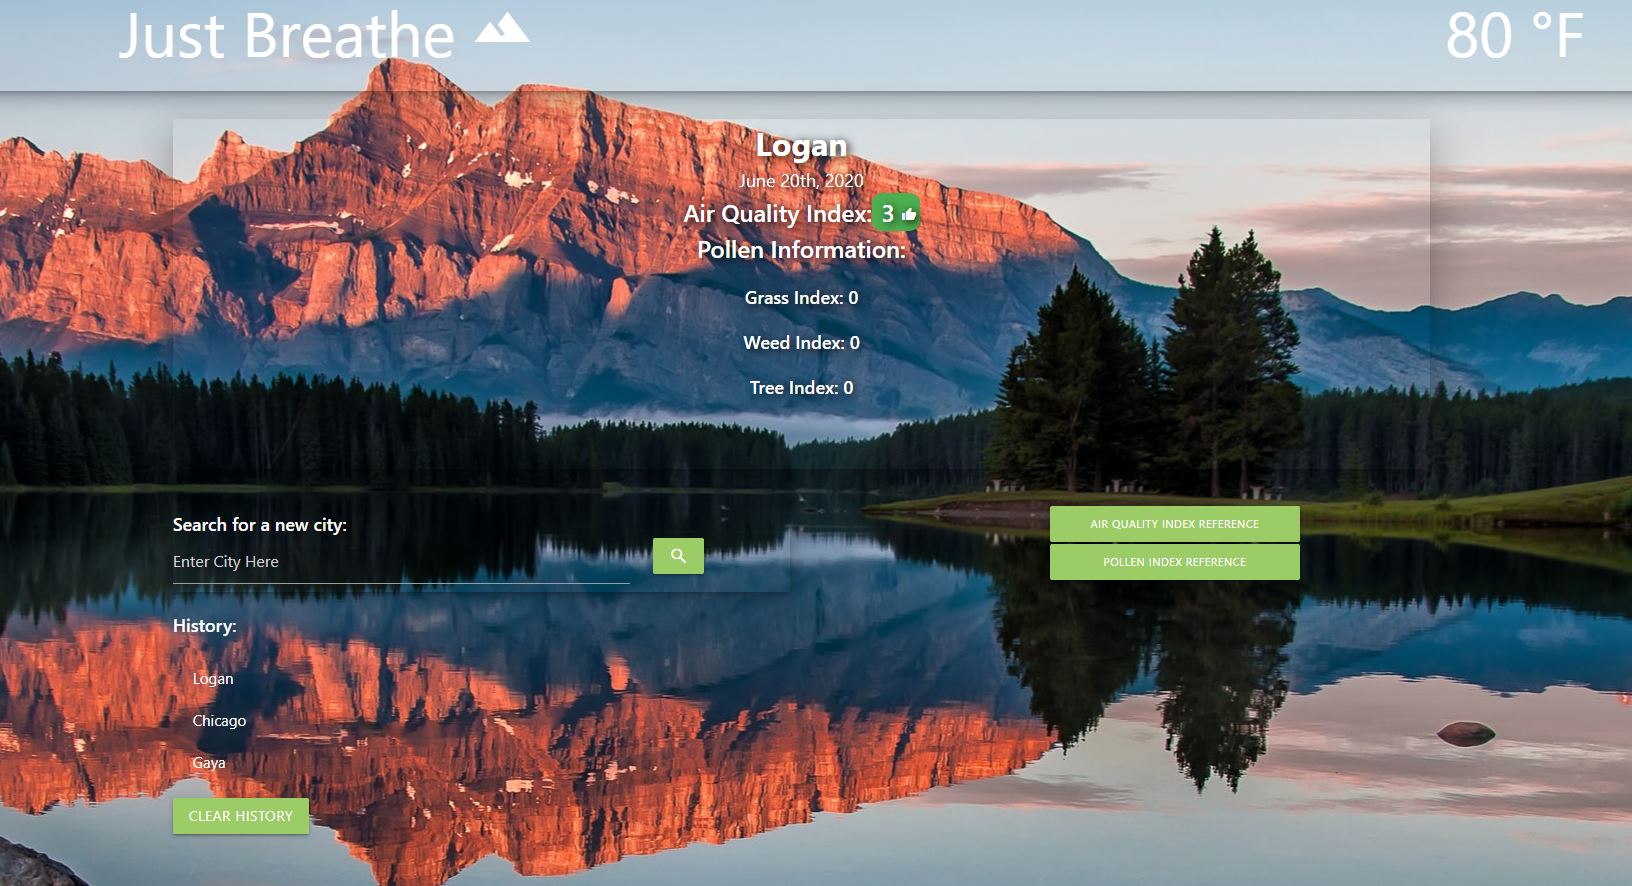 Just Breathe
80 °F
Logan
June 20th, 2020
Air Quality Index: 3
Pollen Information:
Grass Index: 0
Weed Index: 0
Tree Index: 0
Search for a new city:
Enter City Here
AIR QUALITY INDEX REFERENCE
POLLEN INDEX REFERENCE
History:
Logan
Chicago
Gaya
CLEAR HISTORY